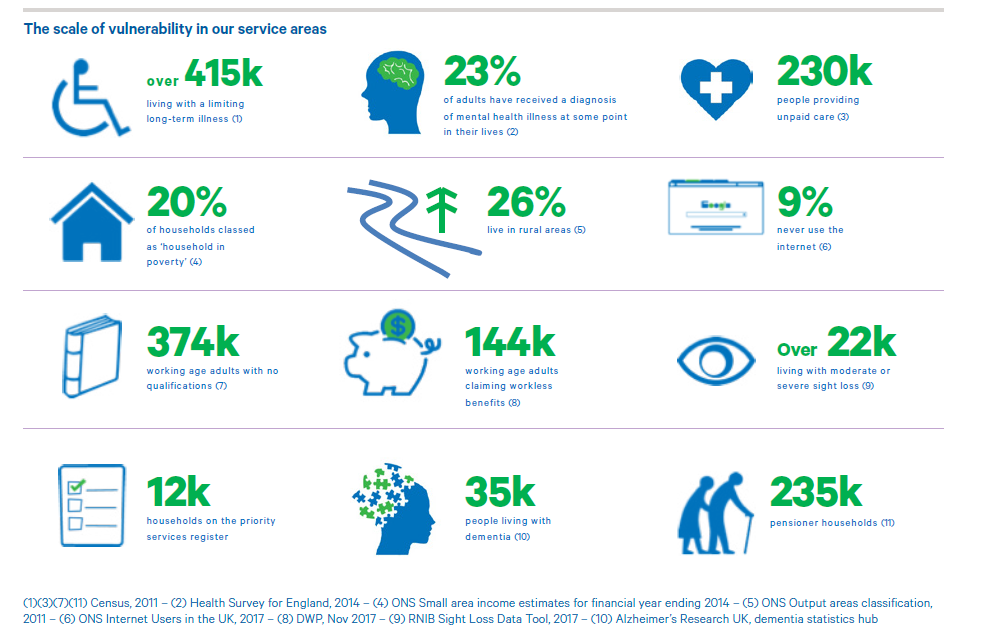 The scale of vulnerability in our service areas
over 415k
living with a limiting
long-term illness (1)
23%
of adults have received a diagnosis
of mental health illness at some point
in their lives (2)
230k
people providing
unpaid care (3)
20%
of households classed
as ‘household in
poverty’ (4)
26%
live in rural areas (5)
Google
9%
never use the
internet (6)
374k
working age adults with no
qualifications (7)
$
144k
working age adults
claiming workless
benefits (8)
Over 22k
living with moderate or
severe sight loss (9)
12k
households on the priority
services register
35k
people living with
dementia (10)
235k
pensioner households (11)
(1)(3)(7)(11) Census, 2011 – (2) Health Survey for England, 2014 – (4) ONS Small area income estimates for financial year ending 2014 – (5) ONS Output areas classification,
2011 – (6) ONS Internet Users in the UK, 2017 – (8) DWP, Nov 2017 – (9) RNIB Sight Loss Data Tool, 2017 – (10) Alzheimer’s Research UK, dementia statistics hub